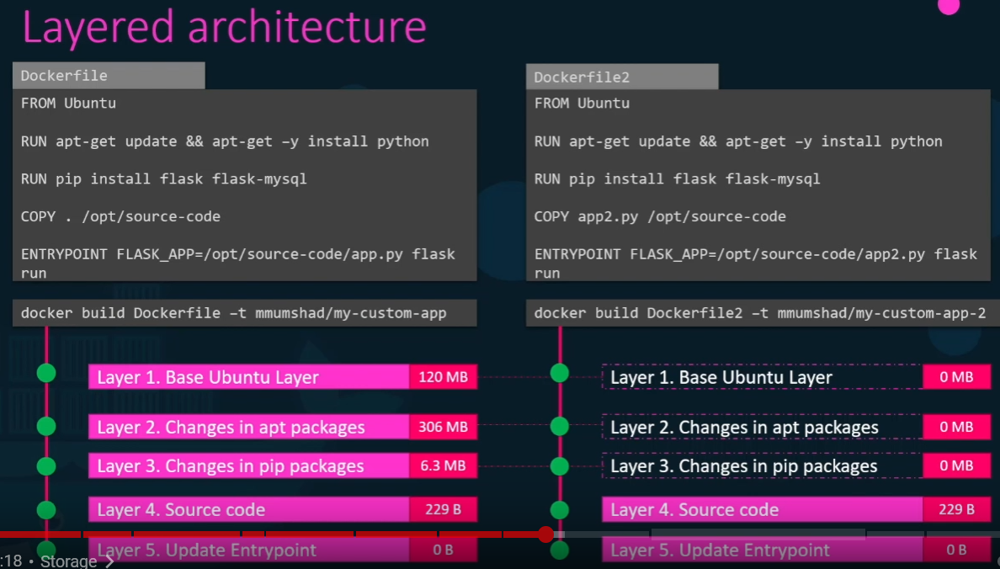 Layered architecture
Dockerfile
FROM Ubuntu
RUN apt-get update && apt-get –y install python
RUN pip install flask flask-mysql
COPY . /opt/source-code
ENTRYPOINT FLASK_APP=/opt/source-code/app.py flask
run
docker build Dockerfile –t mmumshad/my-custom-app
Layer 1. Base Ubuntu Layer 120 MB
Layer 2. Changes in apt packages 306 MB
Layer 3. Changes in pip packages 6.3 MB
Layer 4. Source code 229 B
Layer 5. Update Entrypoint 0 B
Dockerfile2
FROM Ubuntu
RUN apt-get update && apt-get –y install python
RUN pip install flask flask-mysql
COPY app2.py /opt/source-code
ENTRYPOINT FLASK_APP=/opt/source-code/app2.py flask
run
docker build Dockerfile2 –t mmumshad/my-custom-app-2
Layer 1. Base Ubuntu Layer 0 MB
Layer 2. Changes in apt packages 0 MB
Layer 3. Changes in pip packages 0 MB
Layer 4. Source code 229 B
Layer 5. Update Entrypoint 0 B
:18 • Storage >